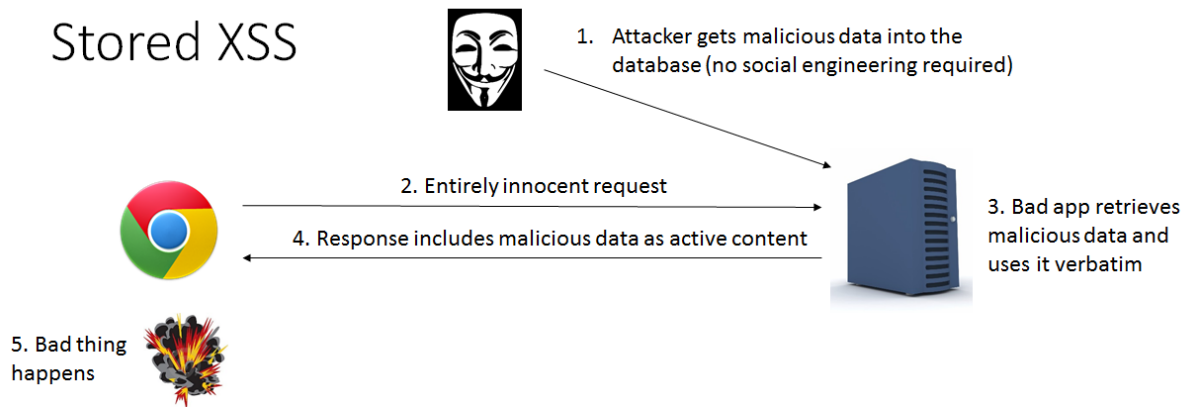 Stored XSS
1. Attacker gets malicious data into the
database (no social engineering required)
2. Entirely innocent request
3. Bad app retrieves
malicious data and
uses it verbatim
4. Response includes malicious data as active content
5. Bad thing
happens